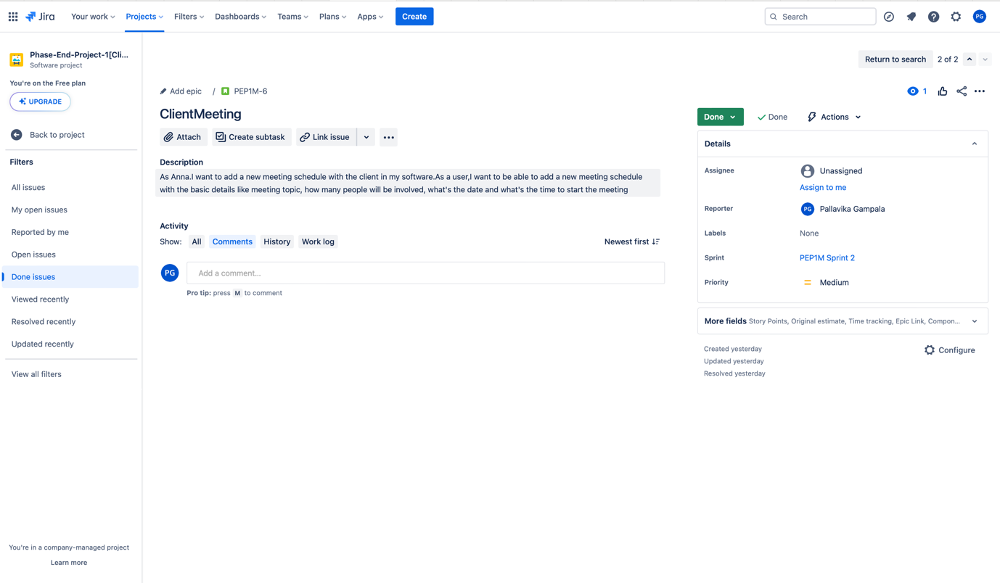 Jira
Your work
Projects
Filters
Dashboards
Teams
Plans
Apps
Create
Search
PG
Phase-End-Project-1[Cli...
Software project
You're on the Free plan
UPGRADE
Back to project
Filters
All issues
My open issues
Reported by me
Open issues
Done issues
Viewed recently
Resolved recently
Updated recently
View all filters
You're in a company-managed project
Learn more
Return to search
2 of 2
Add epic
/
PEP1M-6
1
ClientMeeting
Attach
Create subtask
Link issue
Description
As Anna.I want to add a new meeting schedule with the client in my software.As a user,I want to be able to add a new meeting schedule
with the basic details like meeting topic, how many people will be involved, what's the date and what's the time to start the meeting
Activity
Show:
All
Comments
History
Work log
Newest first
PG
Add a comment...
Pro tip: press M to comment
Done
Done
Actions
Details
Assignee
Unassigned
Assign to me
Reporter
PG
Pallavika Gampala
Labels
None
Sprint
PEP1M Sprint 2
Priority
Medium
More fields Story Points, Original estimate, Time tracking, Epic Link, Compon...
Created yesterday
Configure
Updated yesterday
Resolved yesterday